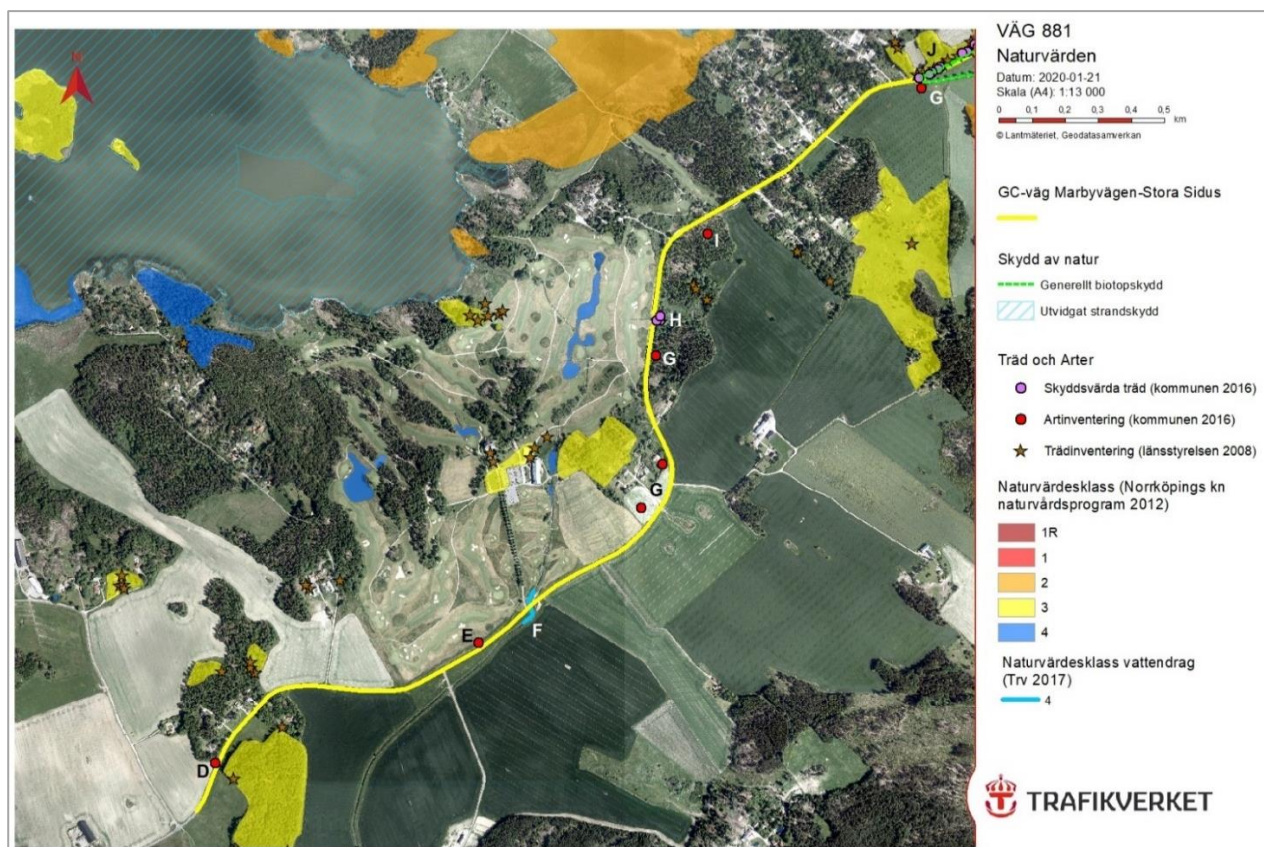 N
J
G
I
H
G
G
E
F
D
VÄG 881
Naturvärden
Datum: 2020-01-21
Skala (A4): 1:13 000
0 0,1 0,2 0,3 0,4 0,5
km
© Lantmäteriet, Geodatasamverkan
GC-väg Marbyvägen-Stora Sidus
Skydd av natur
Generellt biotopskydd
Utvidgat strandskydd
Träd och Arter
Skyddsvärda träd (kommunen 2016)
Artinventering (kommunen 2016)
Trädinventering (länsstyrelsen 2008)
Naturvärdesklass (Norrköpings kn
naturvårdsprogram 2012)
1R
1
2
3
4
Naturvärdesklass vattendrag
(Trv 2017)
4
TRAFIKVERKET